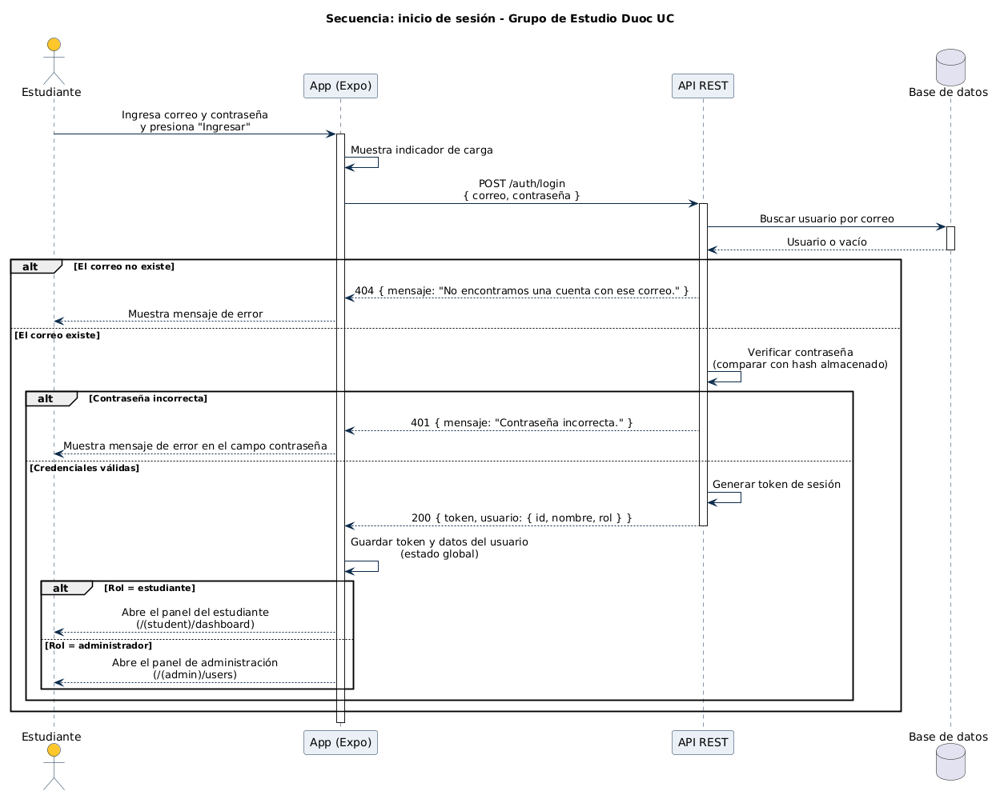 Secuencia: inicio de sesión - Grupo de Estudio Duoc UC
Estudiante
App (Expo)
API REST
Base de datos
Ingresa correo y contraseña
y presiona "Ingresar"
Muestra indicador de carga
POST /auth/login
{ correo, contraseña }
Buscar usuario por correo
Usuario o vacío
alt [El correo no existe]
404 { mensaje: "No encontramos una cuenta con ese correo." }
Muestra mensaje de error
[El correo existe]
Verificar contraseña
(comparar con hash almacenado)
alt [Contraseña incorrecta]
401 { mensaje: "Contraseña incorrecta." }
Muestra mensaje de error en el campo contraseña
[Credenciales válidas]
Generar token de sesión
200 { token, usuario: { id, nombre, rol } }
Guardar token y datos del usuario
(estado global)
alt [Rol = estudiante]
Abre el panel del estudiante
(/(student)/dashboard)
[Rol = administrador]
Abre el panel de administración
(/(admin)/users)
Estudiante
App (Expo)
API REST
Base de datos